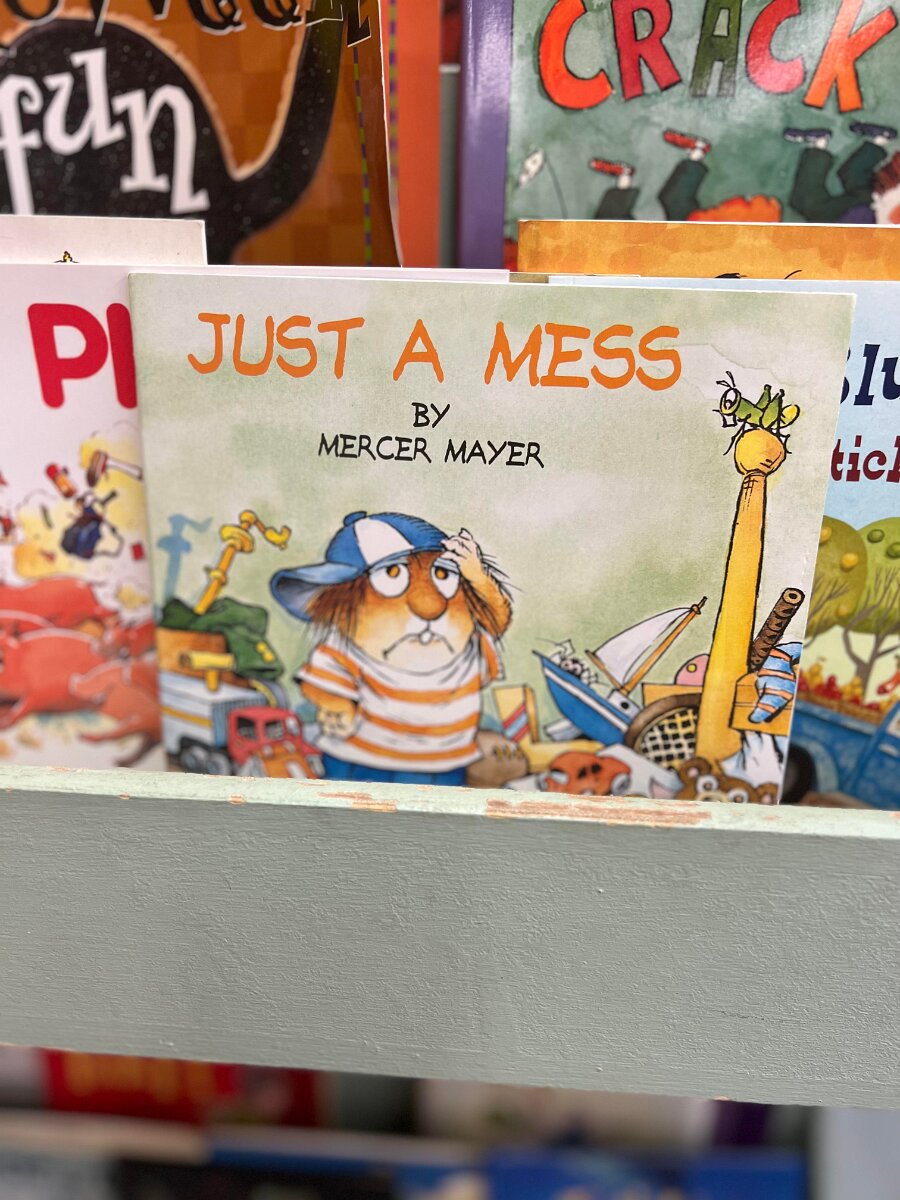 fun
CRACK
JUST A MESS
BY
MERCER MAYER